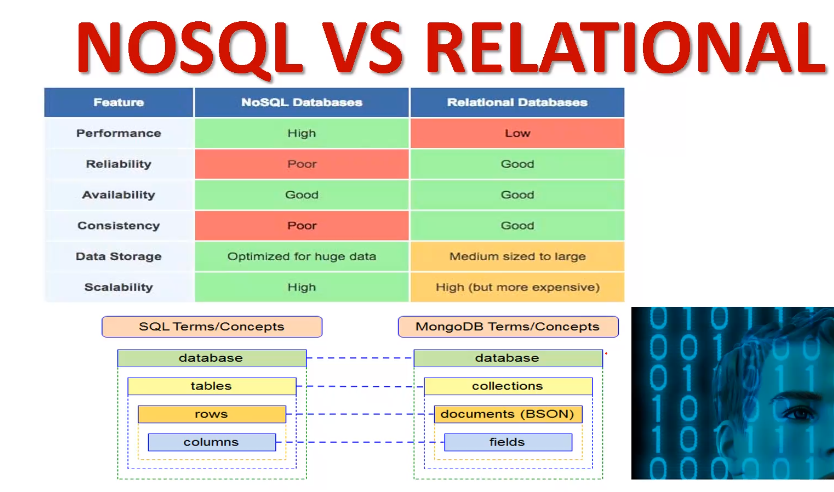 NOSQL VS RELATIONAL
Feature NoSQL Databases Relational Databases
Performance High Low
Reliability Poor Good
Availability Good Good
Consistency Poor Good
Data Storage Optimized for huge data Medium sized to large
Scalability High High (but more expensive)
SQL Terms/Concepts MongoDB Terms/Concepts
database database
tables collections
rows documents (BSON)
columns fields